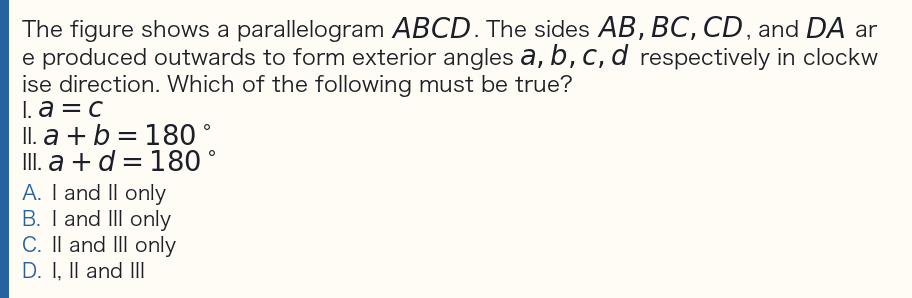 The figure shows a parallelogram ABCD. The sides AB, BC, CD, and DA ar
e produced outwards to form exterior angles a, b, c, d respectively in clockw
ise direction. Which of the following must be true?
I. a = c
II. a + b = 180°
III. a + d = 180°
A. I and II only
B. I and III only
C. II and III only
D. I, II and III